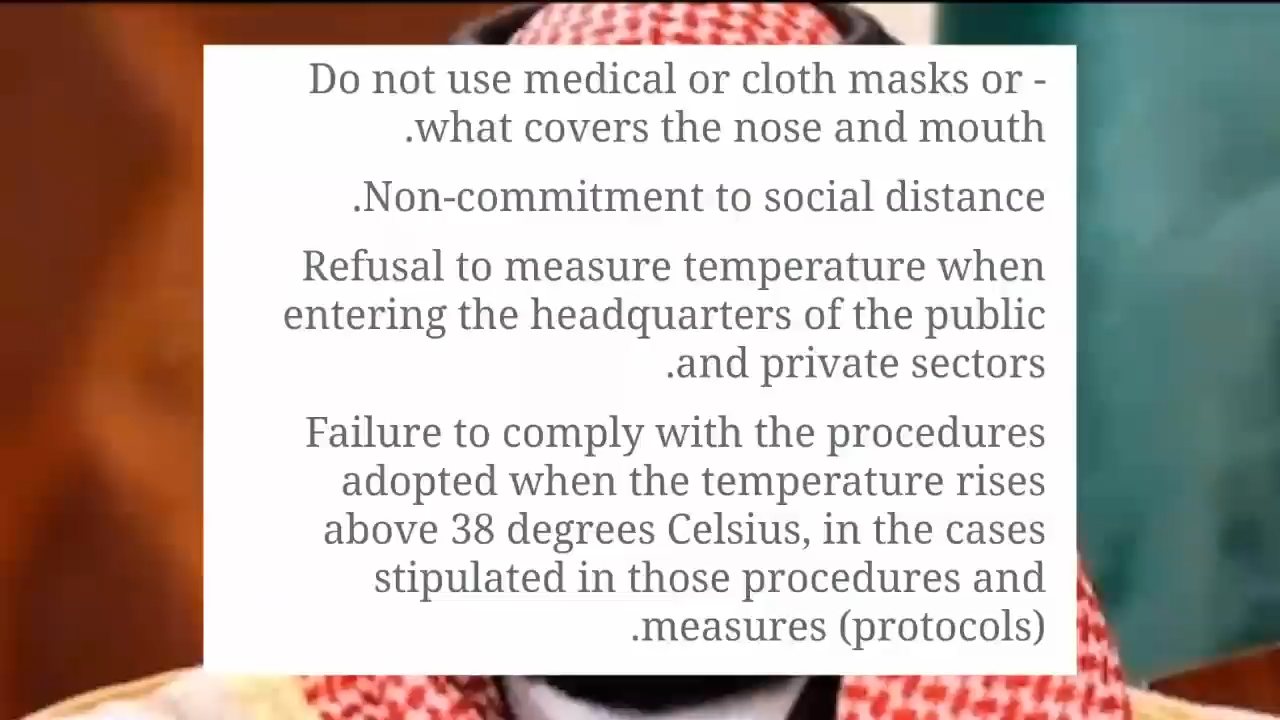 Do not use medical or cloth masks or -
.what covers the nose and mouth
.Non-commitment to social distance
Refusal to measure temperature when
entering the headquarters of the public
.and private sectors
Failure to comply with the procedures
adopted when the temperature rises
above 38 degrees Celsius, in the cases
stipulated in those procedures and
.measures (protocols)